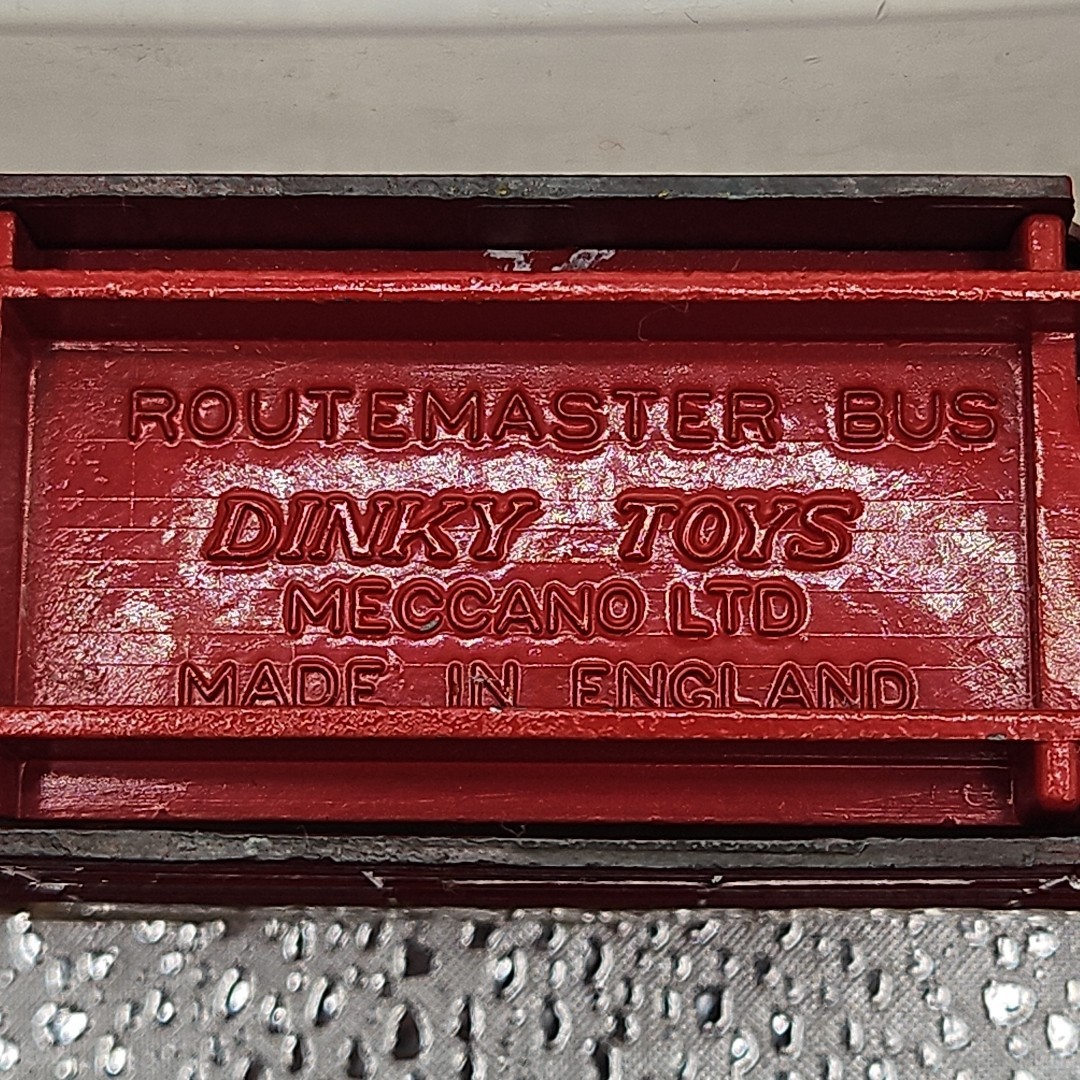 ROUTEMASTER BUS
DINKY TOYS
MECCANO LTD
MADE IN ENGLAND